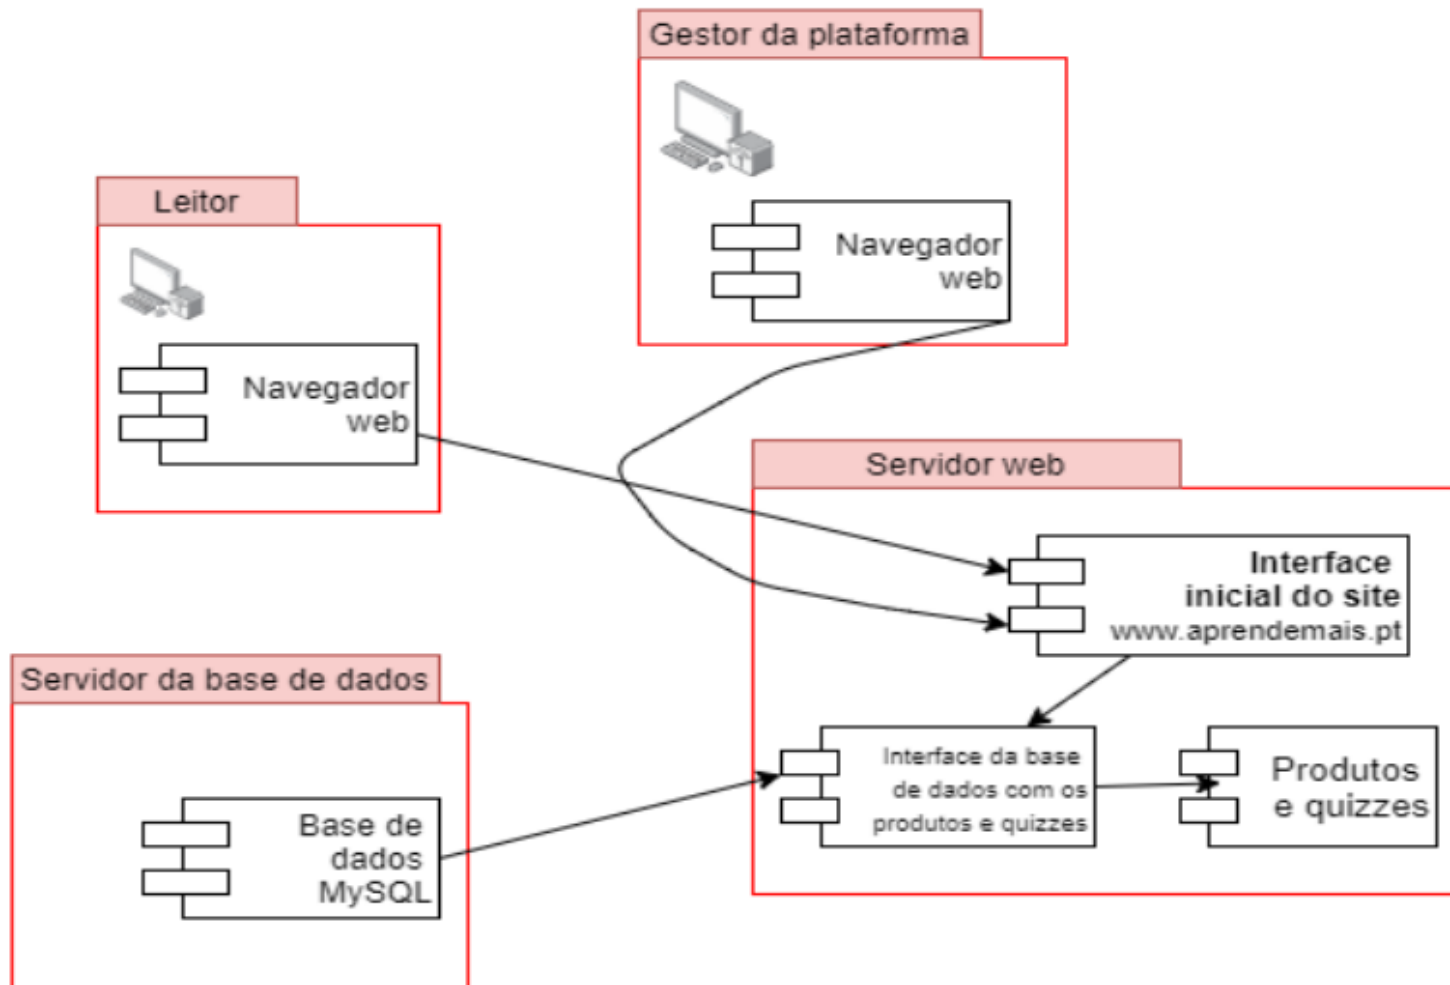 Gestor da plataforma
Navegador
web
Leitor
Navegador
web
Servidor web
Interface
inicial do site
www.aprendemais.pt
Interface da base
de dados com os
produtos e quizzes
Produtos
e quizzes
Servidor da base de dados
Base de
dados
MySQL